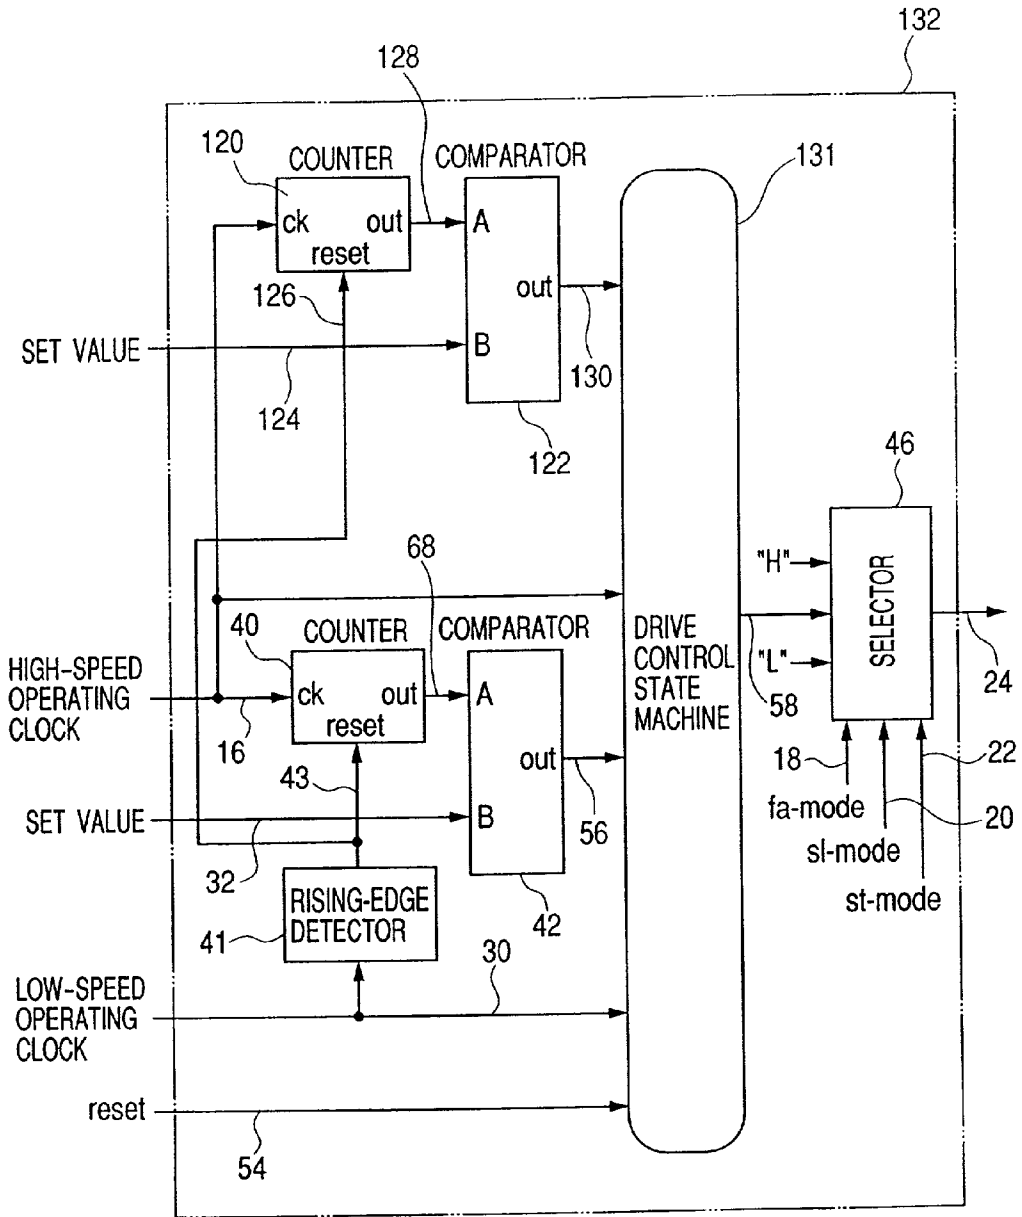 132
128
120
COUNTER
COMPARATOR
131
ck
out
reset
A
126
out
SET VALUE
B
130
124
122
46
68
"H"
SELECTOR
40
COUNTER
COMPARATOR
DRIVE
CONTROL
STATE
MACHINE
HIGH-SPEED
OPERATING
CLOCK
ck
out
reset
A
"L"
58
24
16
43
out
18
22
SET VALUE
B
56
fa-mode
20
32
sl-mode
RISING-EDGE
DETECTOR
41
42
st-mode
30
LOW-SPEED
OPERATING
CLOCK
reset
54